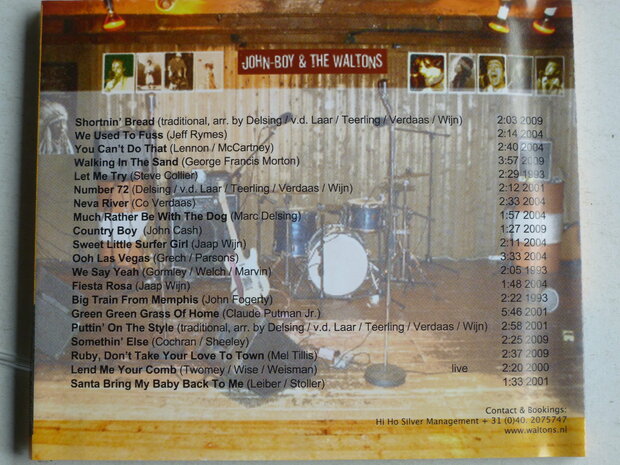 JOHN-BOY & THE WALTONS
Shortnin' Bread (traditional, arr. by Delsing / v.d. Laar / Teerling / Verdaas / Wijn) 2:03 2009
We Used To Fuss (Jeff Rymes) 2:14 2004
You Can't Do That (Lennon / McCartney) 2:40 2004
Walking In The Sand (George Francis Morton) 3:57 2009
Let Me Try (Steve Collier) 2:29 1993
Number 72 (Delsing / v.d. Laar / Teerling / Verdaas / Wijn) 2:12 2001
Neva River (Co Verdaas) 2:33 2004
Much Rather Be With The Dog (Marc Delsing) 1:57 2004
Country Boy (John Cash) 1:27 2009
Sweet Little Surfer Girl (Jaap Wijn) 2:11 2004
Ooh Las Vegas (Grech / Parsons) 3:33 2004
We Say Yeah (Gormley / Welch / Marvin) 2:05 1993
Fiesta Rosa (Jaap Wijn) 1:48 2004
Big Train From Memphis (John Fogerty) 2:22 1993
Green Green Grass Of Home (Claude Putman Jr.) 5:46 2001
Puttin' On The Style (traditional, arr. by Delsing / v.d. Laar / Teerling / Verdaas / Wijn) 2:58 2001
Somethin' Else (Cochran / Sheeley) 2:25 2009
Ruby, Don't Take Your Love To Town (Mel Tillis) 2:37 2009
Lend Me Your Comb (Twomey / Wise / Weisman) live 2:20 2000
Santa Bring My Baby Back To Me (Leiber / Stoller) 1:33 2001
Contact & Bookings:
Hi Ho Silver Management + 31 (0)40. 2075747
www.waltons.nl